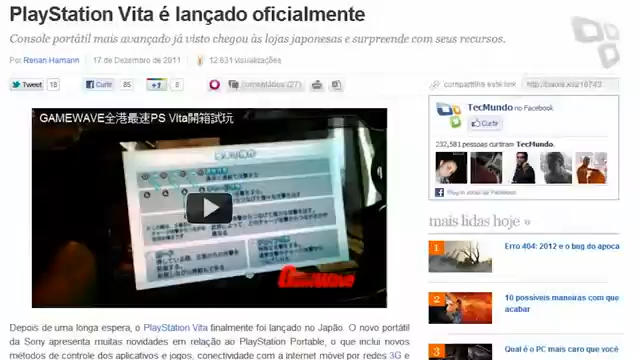 PlayStation Vita é lançado oficialmente
Console portátil mais avançado já visto chegou às lojas japonesas e surpreende com seus recursos.
Por Renan Hamann 17 de Dezembro de 2011 12.631 visualizações
Tweet 18 Curtir 85 +1 8 comentários (27) compartilhe este link
GAMEWAVE全港最速PS Vita開箱試玩
GameWave
TecMundo no Facebook
Curtir
232,581 pessoas curtiram TecMundo.
Plug-in social do Facebook
mais lidas hoje »
1 Erro 404: 2012 e o bug do apoca
2 10 possíveis maneiras com que
acabar
3 Qual é o PC mais caro que você
Depois de uma longa espera, o PlayStation Vita finalmente foi lançado no Japão. O novo portátil
da Sony apresenta muitas novidades em relação ao PlayStation Portable, o que inclui novos
métodos de controle dos aplicativos e jogos, conectividade com a internet móvel por redes 3G e